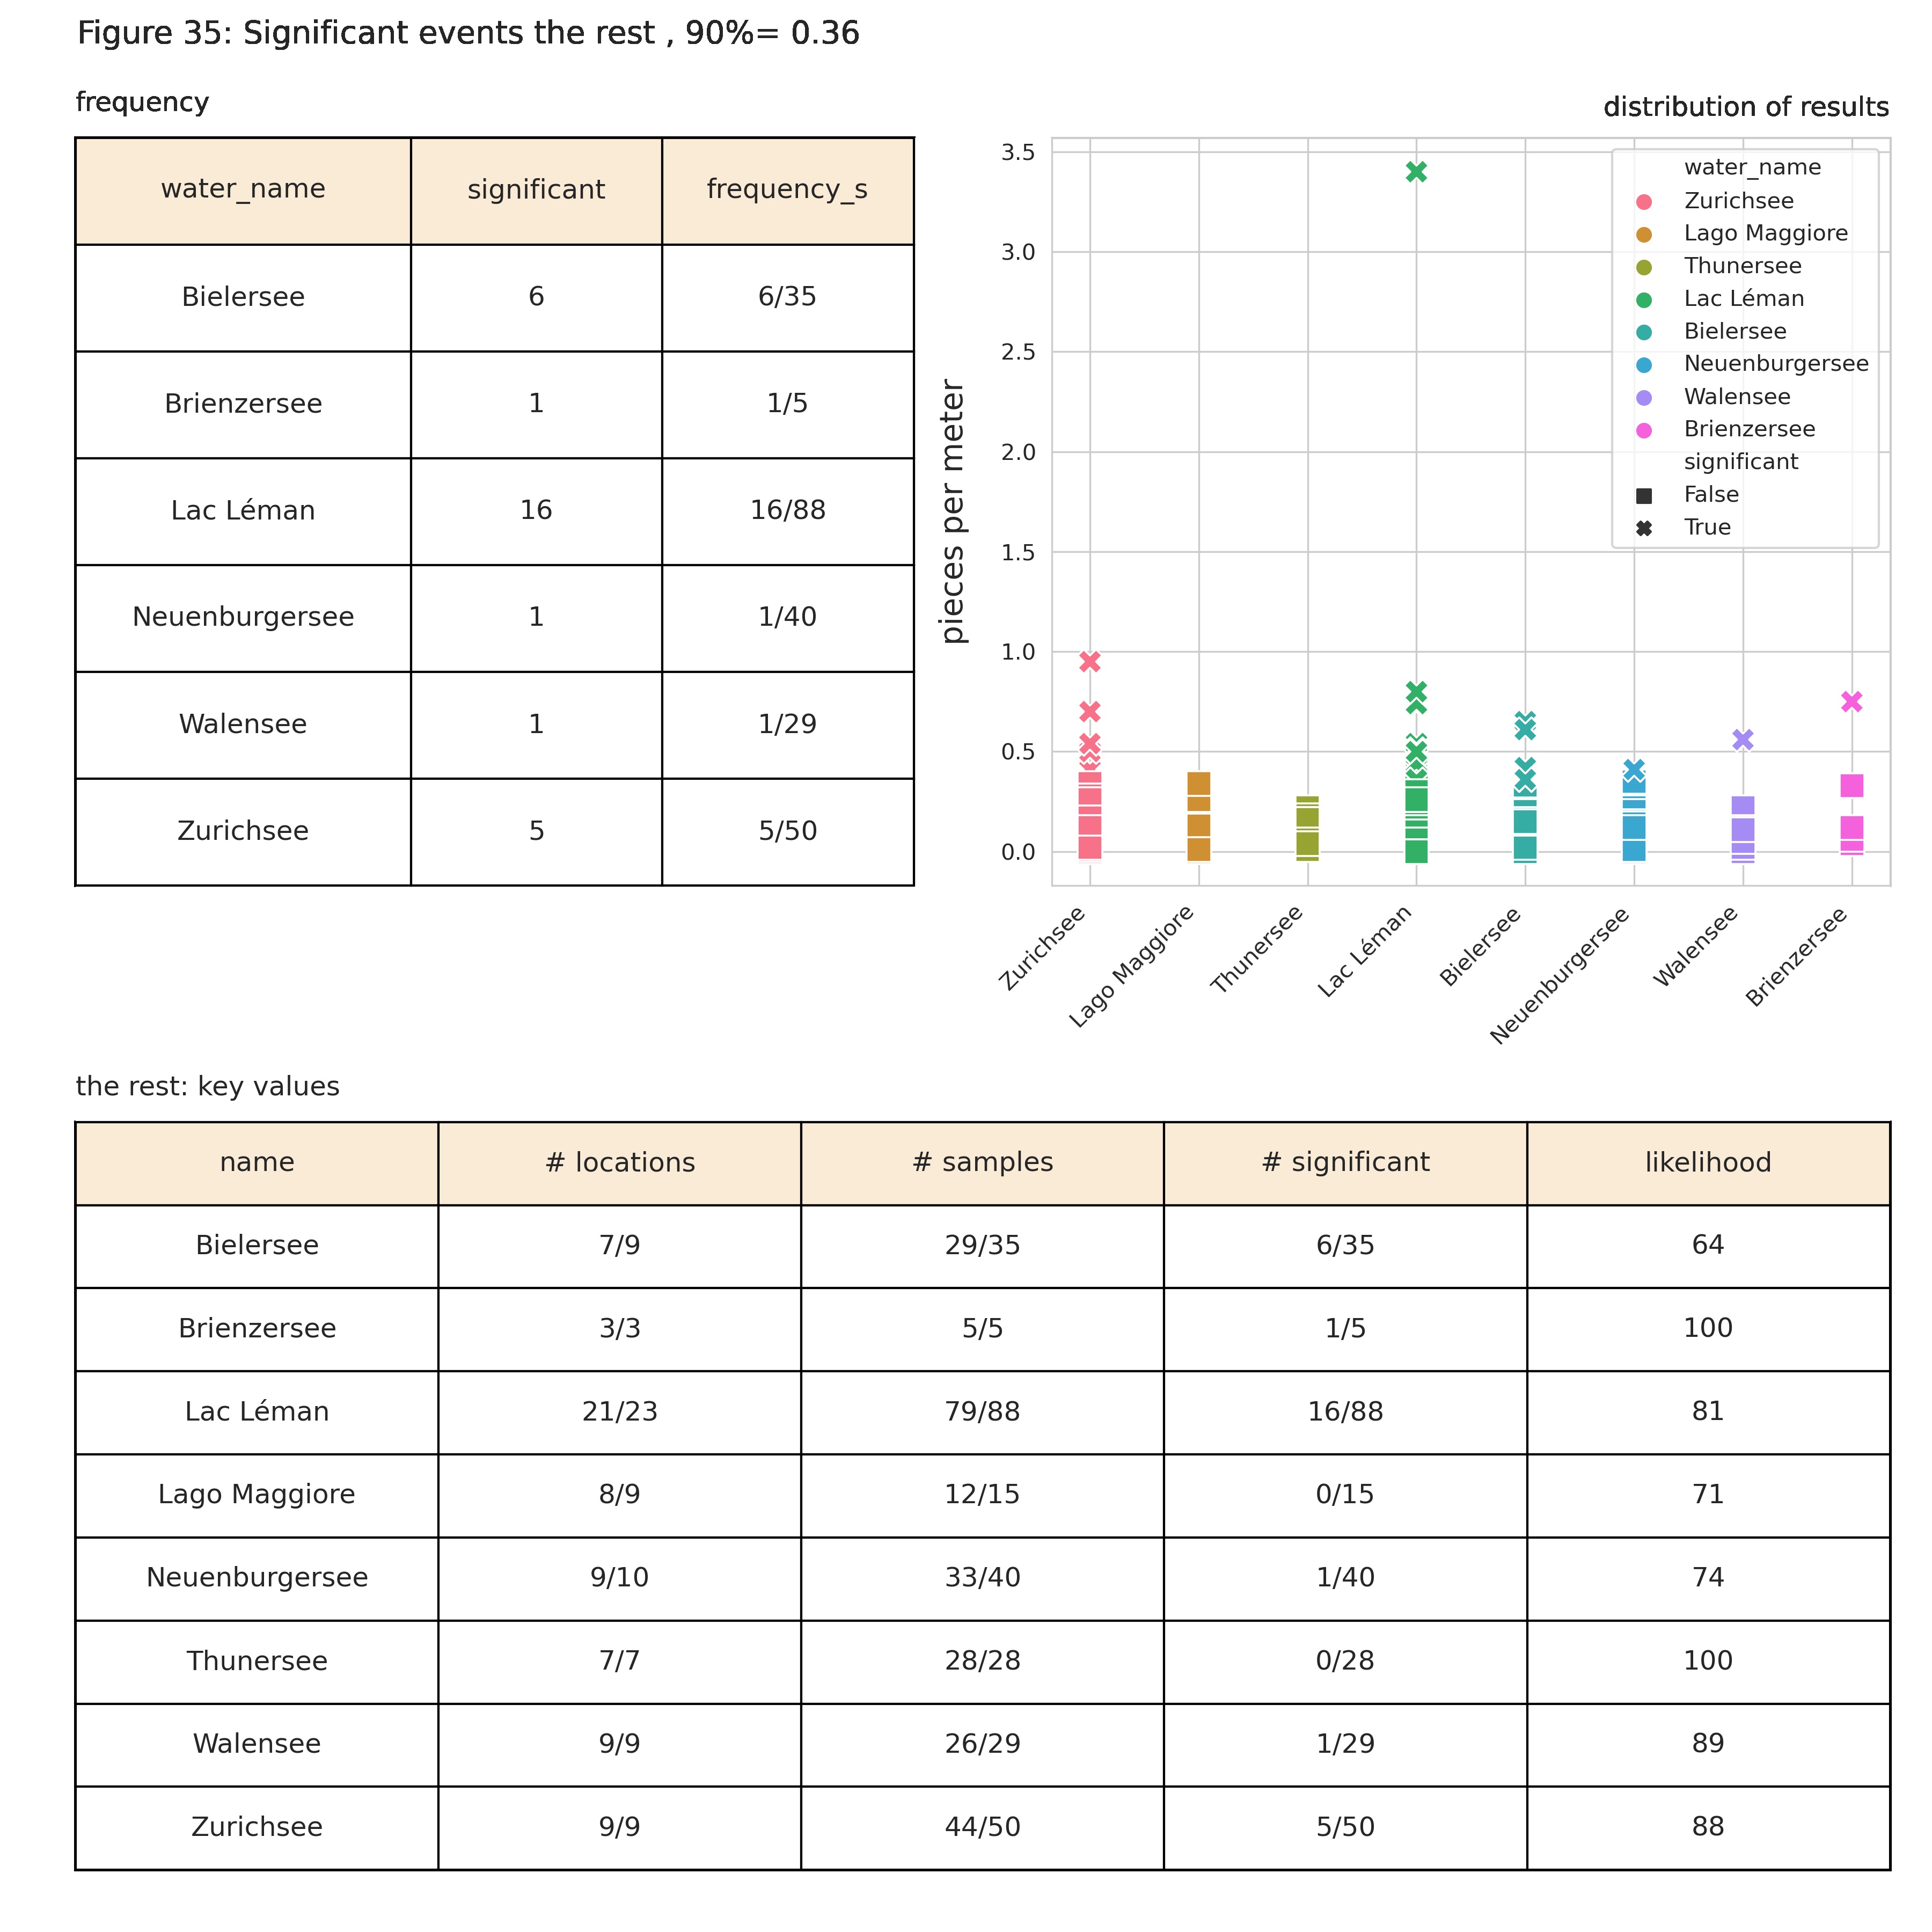 Figure 35: Significant events the rest , 90%= 0.36
frequency
water_name significant frequency_s
Bielersee 6 6/35
Brienzersee 1 1/5
Lac Léman 16 16/88
Neuenburgersee 1 1/40
Walensee 1 1/29
Zurichsee 5 5/50
distribution of results
pieces per meter
3.5
3.0
2.5
2.0
1.5
1.0
0.5
0.0
water_name
Zurichsee
Lago Maggiore
Thunersee
Lac Léman
Bielersee
Neuenburgersee
Walensee
Brienzersee
significant
False
True
Zurichsee
Lago Maggiore
Thunersee
Lac Léman
Bielersee
Neuenburgersee
Walensee
Brienzersee
the rest: key values
name # locations # samples # significant likelihood
Bielersee 7/9 29/35 6/35 64
Brienzersee 3/3 5/5 1/5 100
Lac Léman 21/23 79/88 16/88 81
Lago Maggiore 8/9 12/15 0/15 71
Neuenburgersee 9/10 33/40 1/40 74
Thunersee 7/7 28/28 0/28 100
Walensee 9/9 26/29 1/29 89
Zurichsee 9/9 44/50 5/50 88